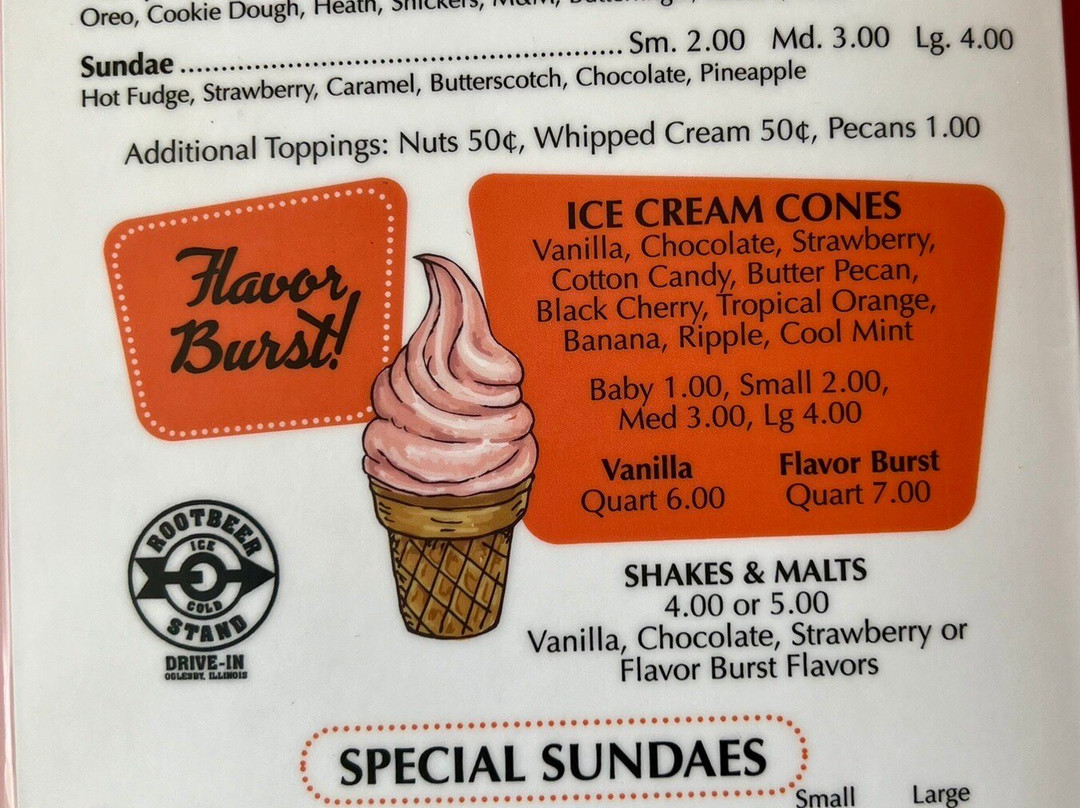 Oreo, Cookie Dough, Heath, Snickers, M&M,
Sundae .......................................................... Sm. 2.00 Md. 3.00 Lg. 4.00
Hot Fudge, Strawberry, Caramel, Butterscotch, Chocolate, Pineapple
Additional Toppings: Nuts 50¢, Whipped Cream 50¢, Pecans 1.00
Flavor
Burst!
ICE CREAM CONES
Vanilla, Chocolate, Strawberry,
Cotton Candy, Butter Pecan,
Black Cherry, Tropical Orange,
Banana, Ripple, Cool Mint
Baby 1.00, Small 2.00,
Med 3.00, Lg 4.00
Vanilla Flavor Burst
Quart 6.00 Quart 7.00
ROOTBEER
ICE
COLD
STAND
DRIVE-IN
OGLESBY, ILLINOIS
SHAKES & MALTS
4.00 or 5.00
Vanilla, Chocolate, Strawberry or
Flavor Burst Flavors
SPECIAL SUNDAES
Small Large